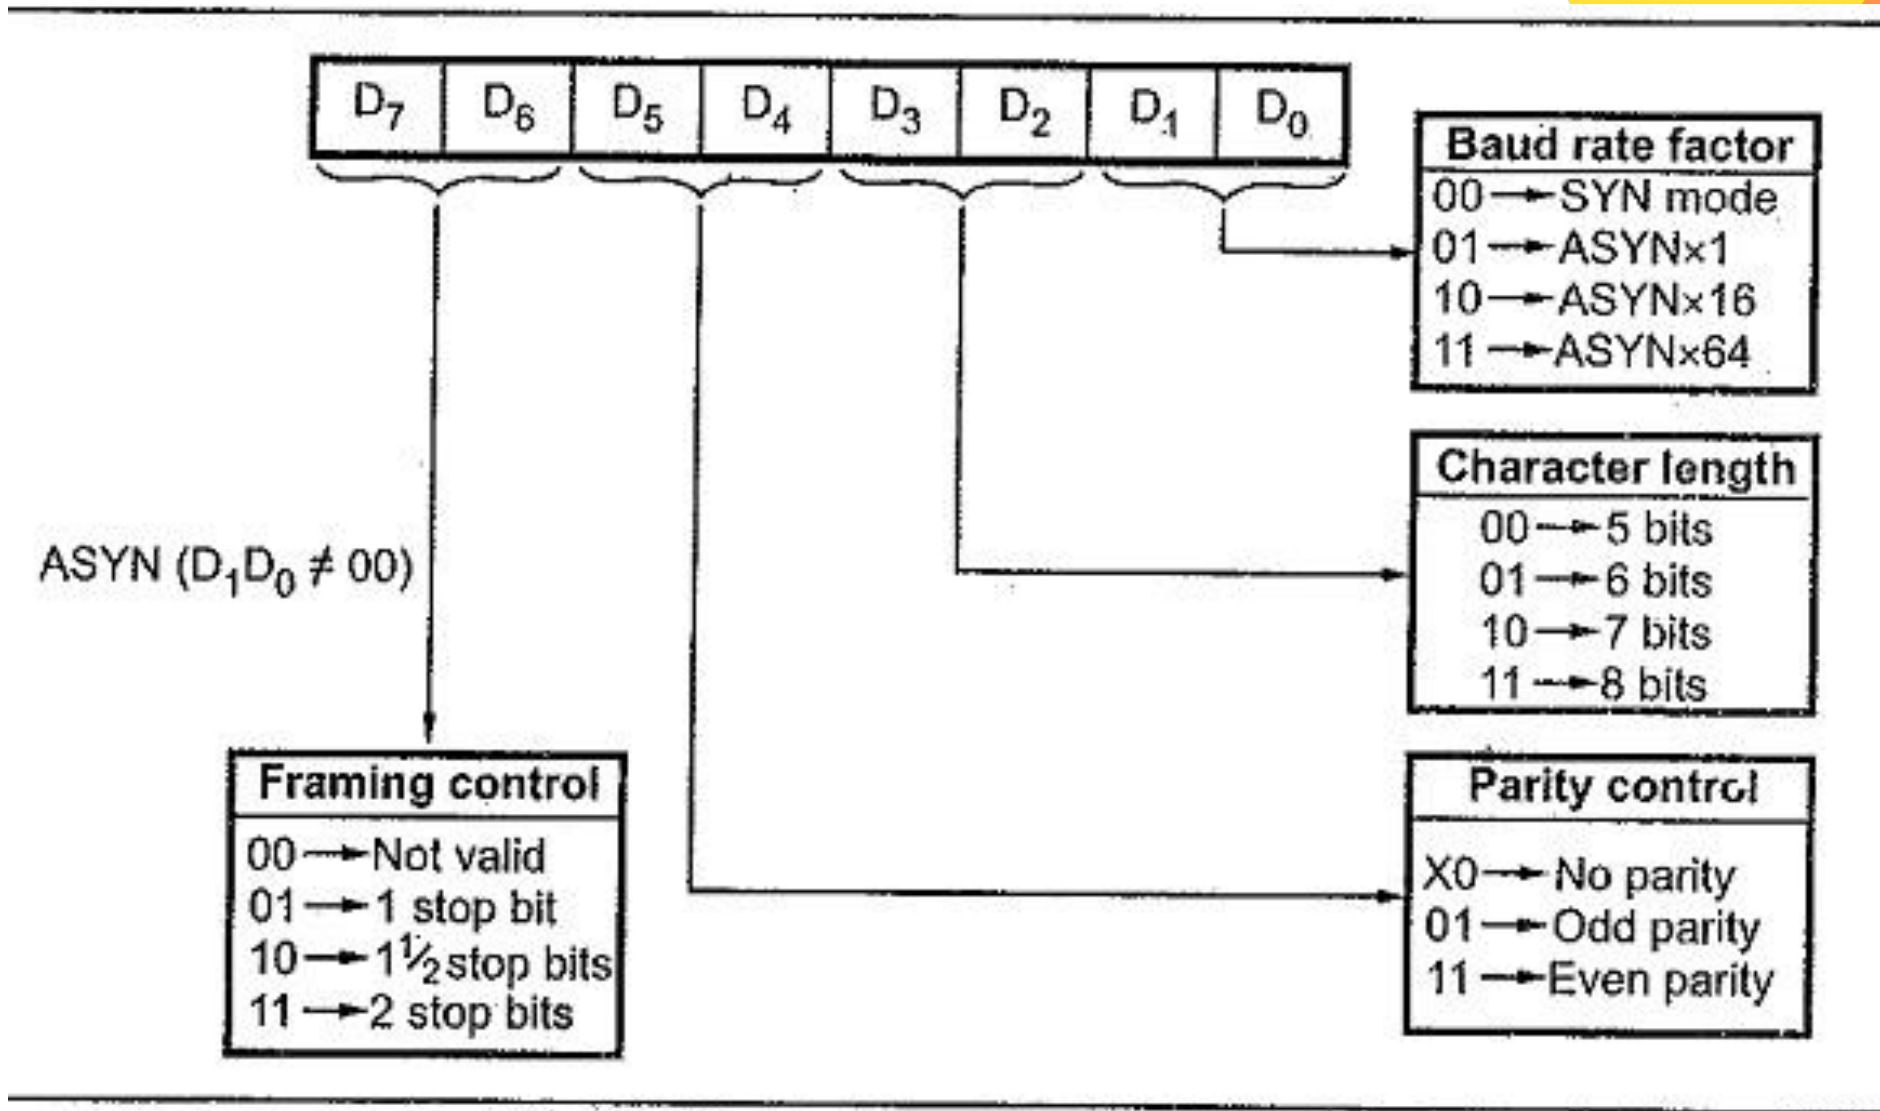 D7 D6 D5 D4 D3 D2 D1 D0
Baud rate factor
00→SYN mode
01→ASYN×1
10→ASYN×16
11→ASYN×64
Character length
00→5 bits
01→6 bits
10→7 bits
11→8 bits
ASYN (D1D0 ≠ 00)
Framing control
00→Not valid
01→1 stop bit
10→1½ stop bits
11→2 stop bits
Parity control
X0→No parity
01→Odd parity
11→Even parity